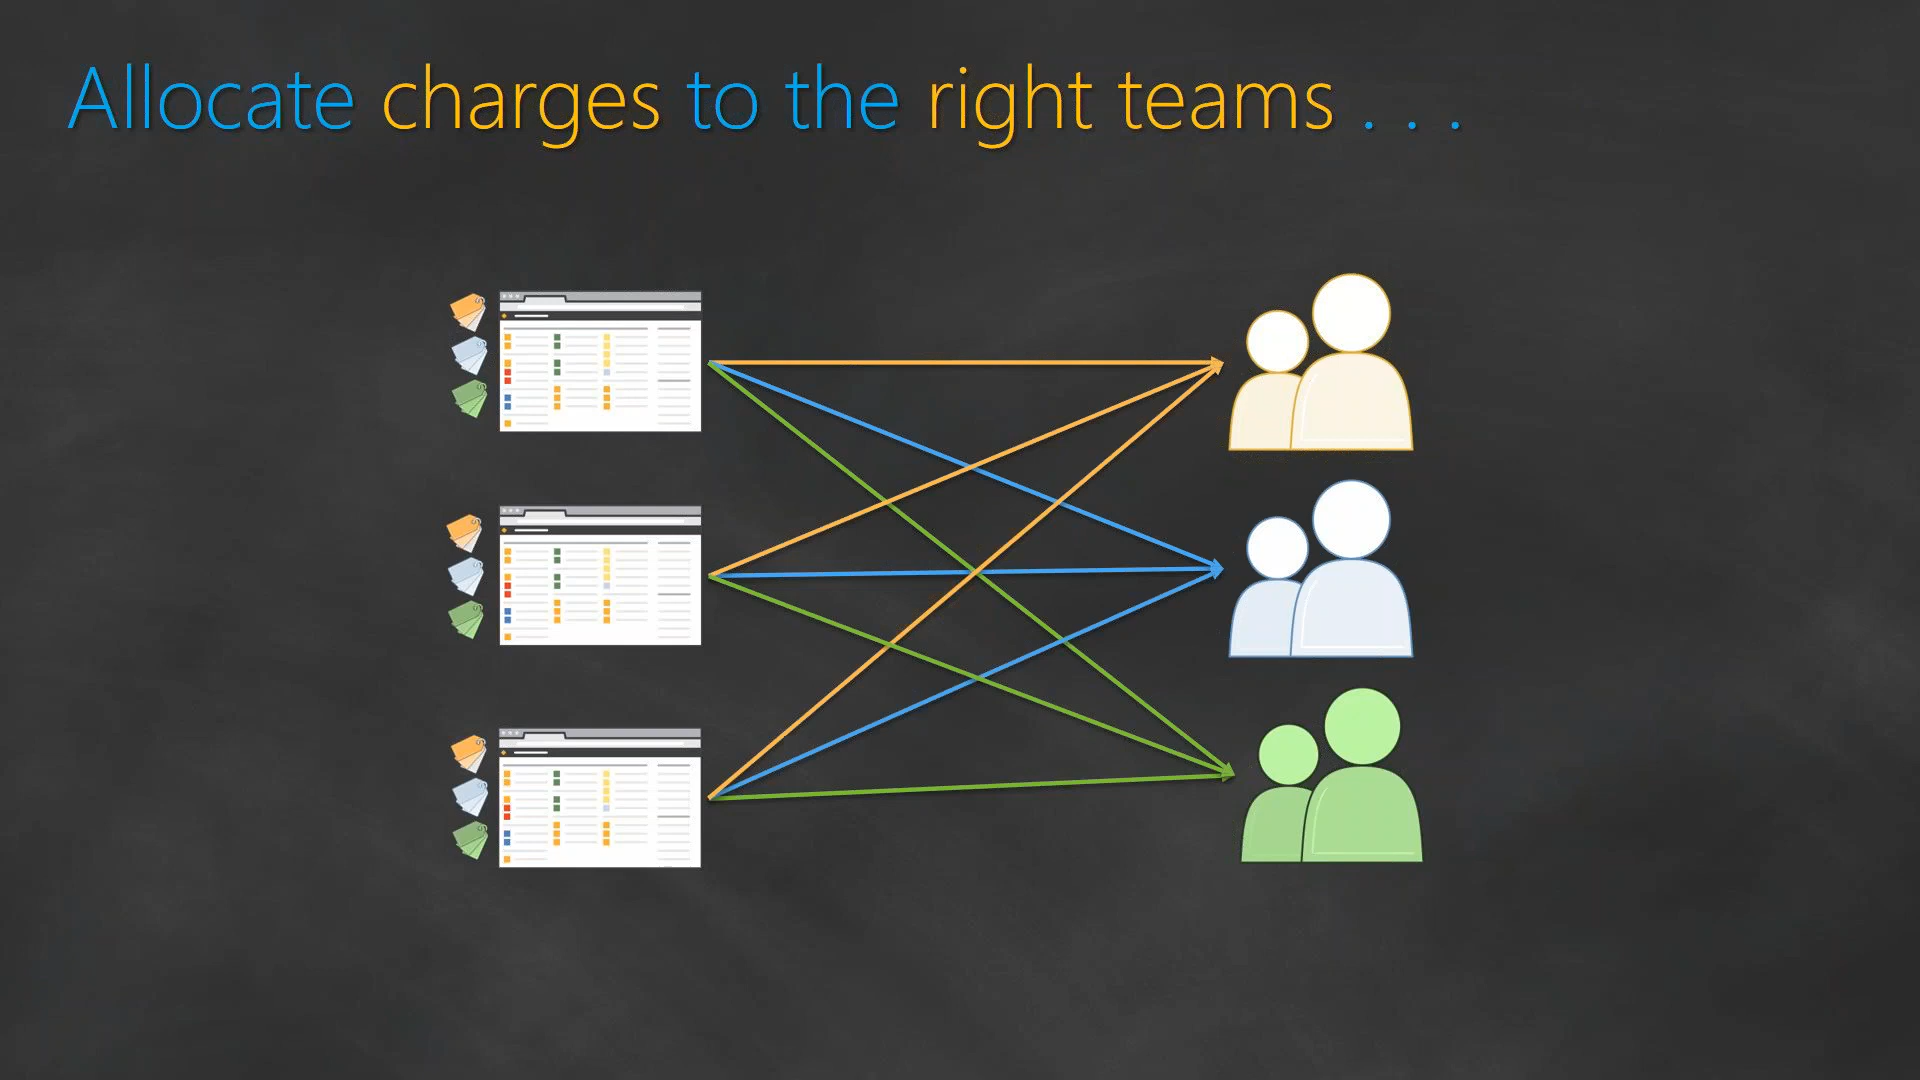 Allocate charges to the right teams . . .